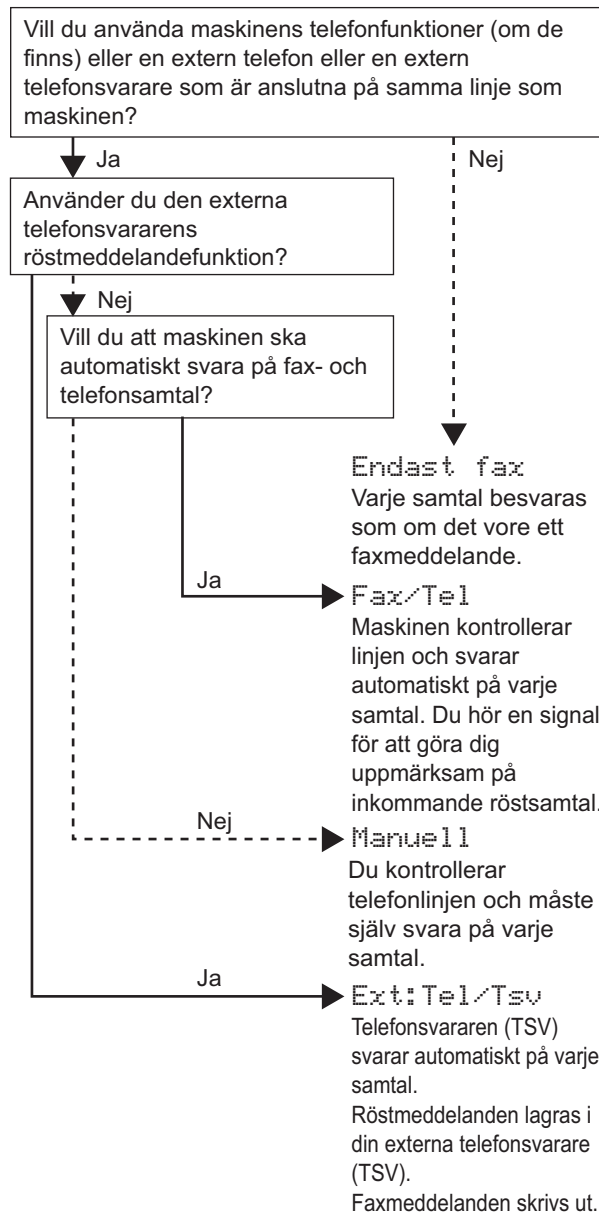 Vill du använda maskinens telefonfunktioner (om de
finns) eller en extern telefon eller en extern
telefonsvarare som är anslutna på samma linje som
maskinen?
Ja
Nej
Använder du den externa
telefonsvararens
röstmeddelandefunktion?
Nej
Vill du att maskinen ska
automatiskt svara på fax- och
telefonsamtal?
Endast fax
Varje samtal besvaras
som om det vore ett
faxmeddelande.
Ja
Fax/Tel
Maskinen kontrollerar
linjen och svarar
automatiskt på varje
samtal. Du hör en signal
för att göra dig
uppmärksam på
inkommande röstsamtal.
Nej
Manuell
Du kontrollerar
telefonlinjen och måste
själv svara på varje
samtal.
Ja
Ext:Tel/Tsv
Telefonsvararen (TSV)
svarar automatiskt på varje
samtal.
Röstmeddelanden lagras i
din externa telefonsvarare
(TSV).
Faxmeddelanden skrivs ut.